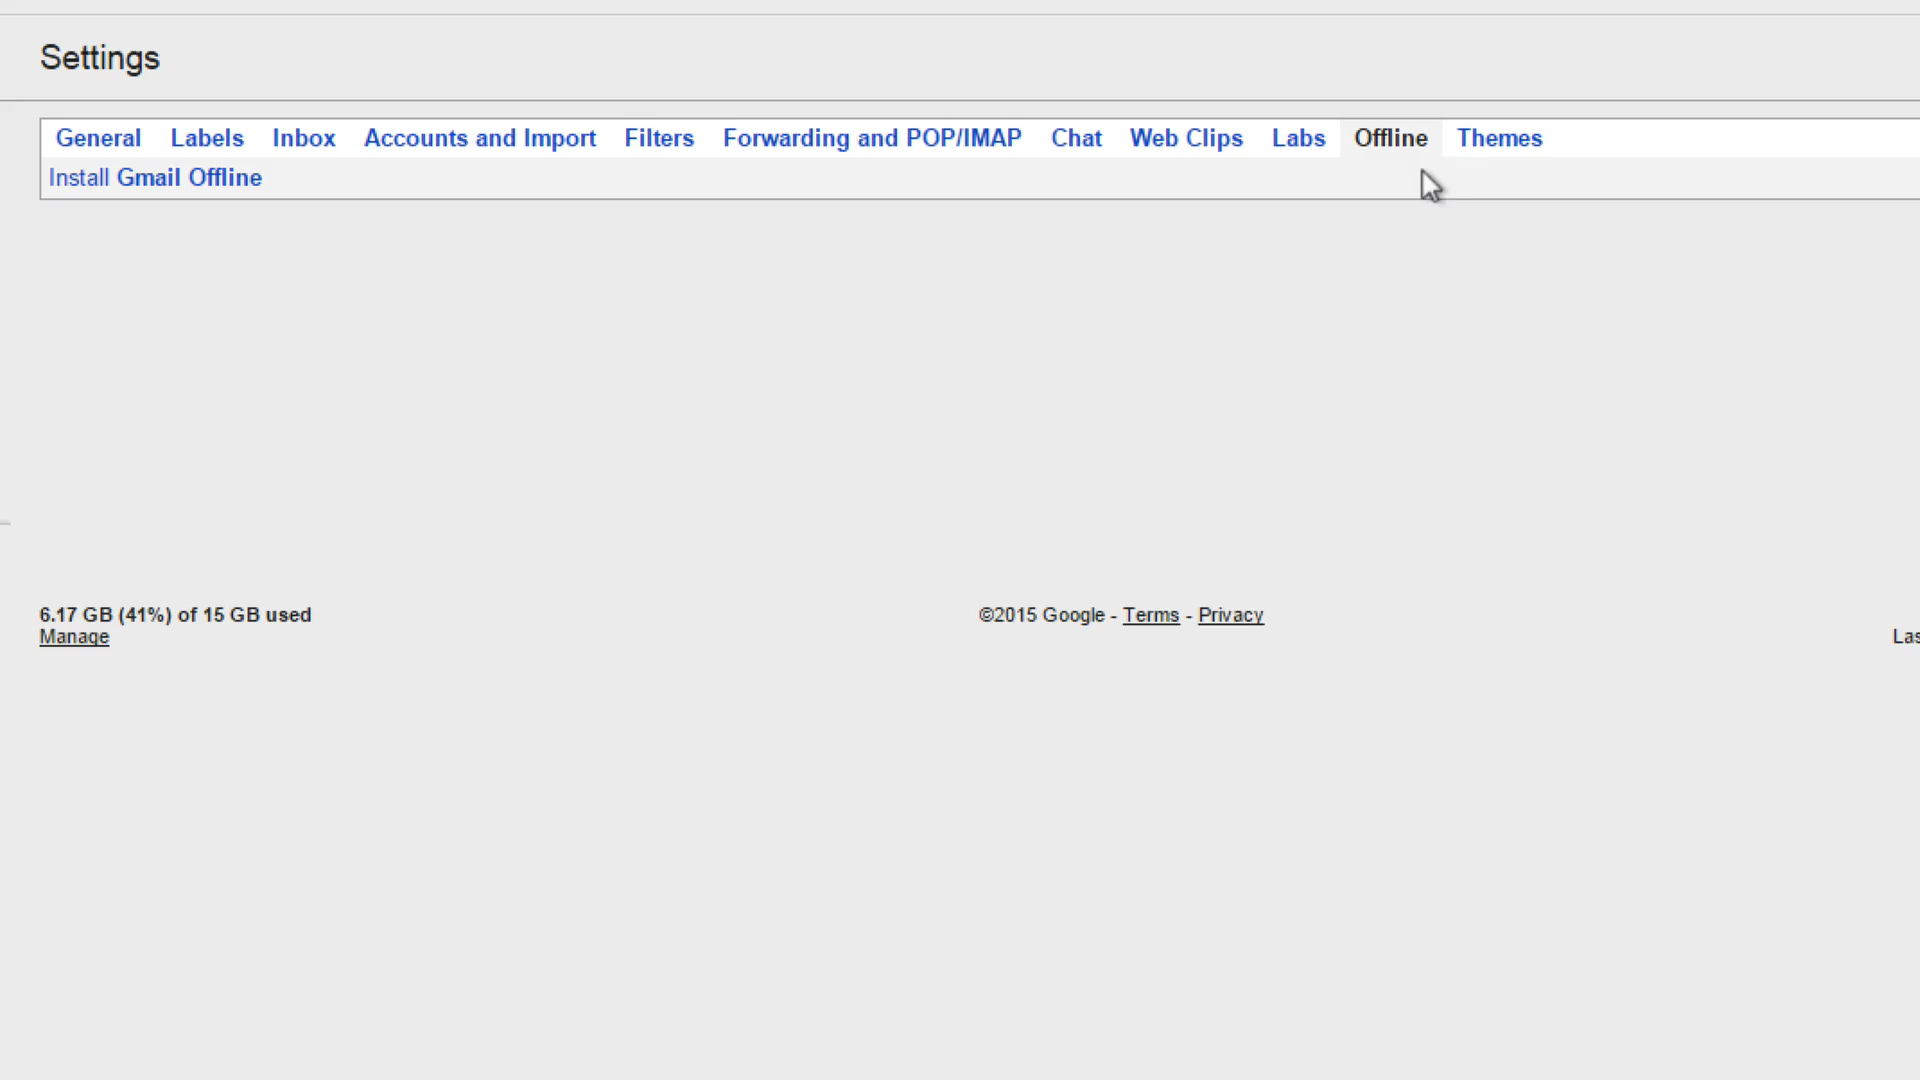 Settings
General Labels Inbox Accounts and Import Filters Forwarding and POP/IMAP Chat Web Clips Labs Offline Themes
Install Gmail Offline
6.17 GB (41%) of 15 GB used
©2015 Google - Terms - Privacy
Manage